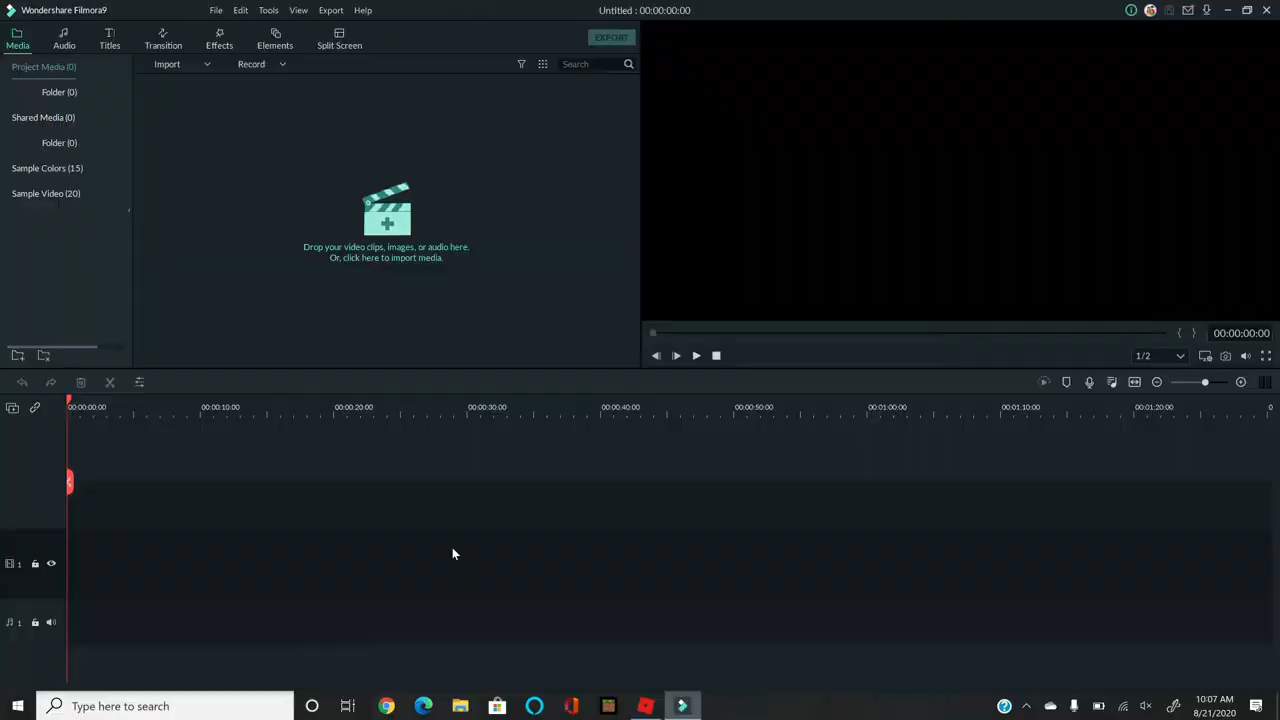 Wondershare Filmora9
File Edit Tools View Export Help
Untitled : 00:00:00:00
Media Audio Titles Transition Effects Elements Split Screen
EXPORT
Project Media (0)
Folder (0)
Shared Media (0)
Folder (0)
Sample Colors (15)
Sample Video (20)
Import Record Search
Drop your video clips, images, or audio here.
Or, click here to import media.
00:00:00:00
1/2
00:00:00:00 00:00:10:00 00:00:20:00 00:00:30:00 00:00:40:00 00:00:50:00 00:01:00:00 00:01:10:00 00:01:20:00 0
1
1
Type here to search
10:07 AM
8/21/2020